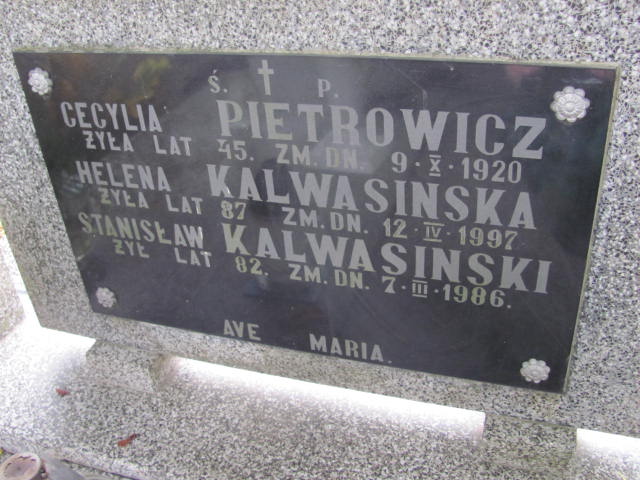 Ś. † P.
CECYLIA PIETROWICZ
ŻYŁA LAT 45. ZM. DN. 9·X·1920
HELENA KALWASINSKA
ŻYŁA LAT 87 ZM. DN. 12·IV·1997
STANISŁAW KALWASINSKI
ŻYŁ LAT 82. ZM. DN. 7·III·1986.
AVE MARIA.